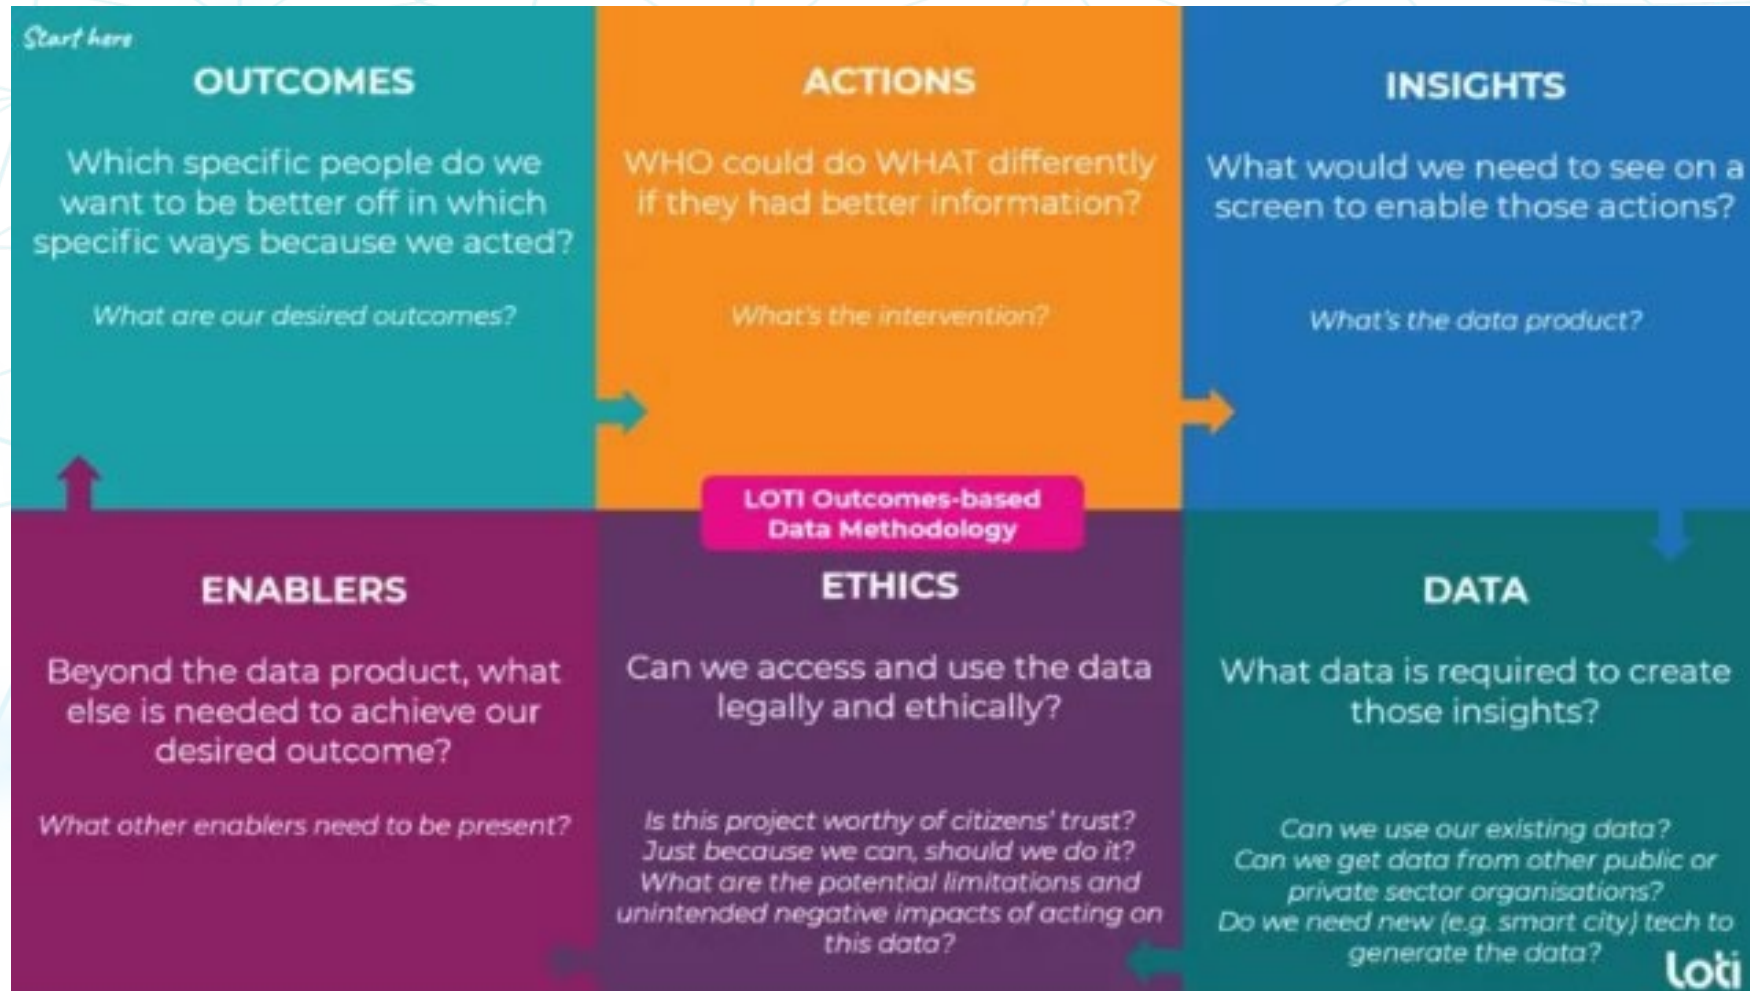 Start here
OUTCOMES
Which specific people do we
want to be better off in which
specific ways because we acted?
What are our desired outcomes?
ACTIONS
WHO could do WHAT differently
if they had better information?
What's the intervention?
INSIGHTS
What would we need to see on a
screen to enable those actions?
What's the data product?
LOTI Outcomes-based
Data Methodology
ENABLERS
Beyond the data product, what
else is needed to achieve our
desired outcome?
What other enablers need to be present?
ETHICS
Can we access and use the data
legally and ethically?
Is this project worthy of citizens' trust?
Just because we can, should we do it?
What are the potential limitations and
unintended negative impacts of acting on
this data?
DATA
What data is required to create
those insights?
Can we use our existing data?
Can we get data from other public or
private sector organisations?
Do we need new (e.g. smart city) tech to
generate the data?
Loti